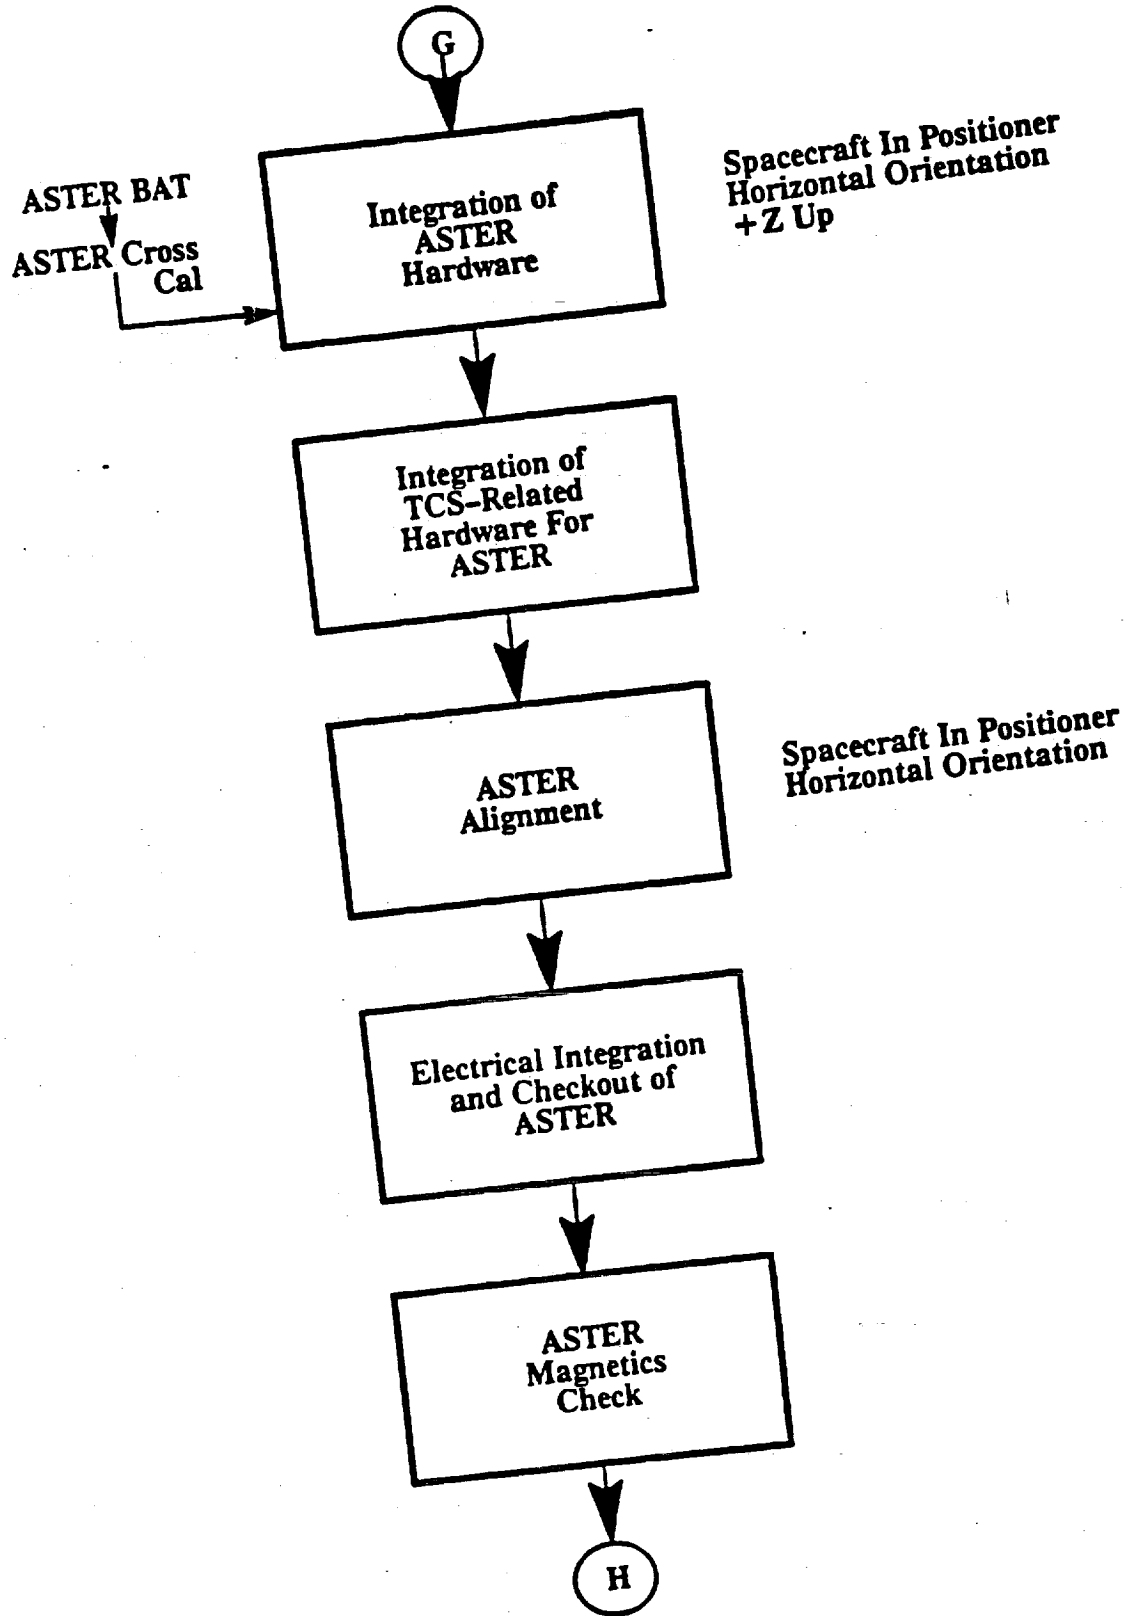 G
Spacecraft In Positioner
Horizontal Orientation
+Z Up
ASTER BAT
ASTER Cross
Cal
Integration of
ASTER
Hardware
Integration of
TCS-Related
Hardware For
ASTER
Spacecraft In Positioner
Horizontal Orientation
ASTER
Alignment
Electrical Integration
and Checkout of
ASTER
ASTER
Magnetics
Check
H